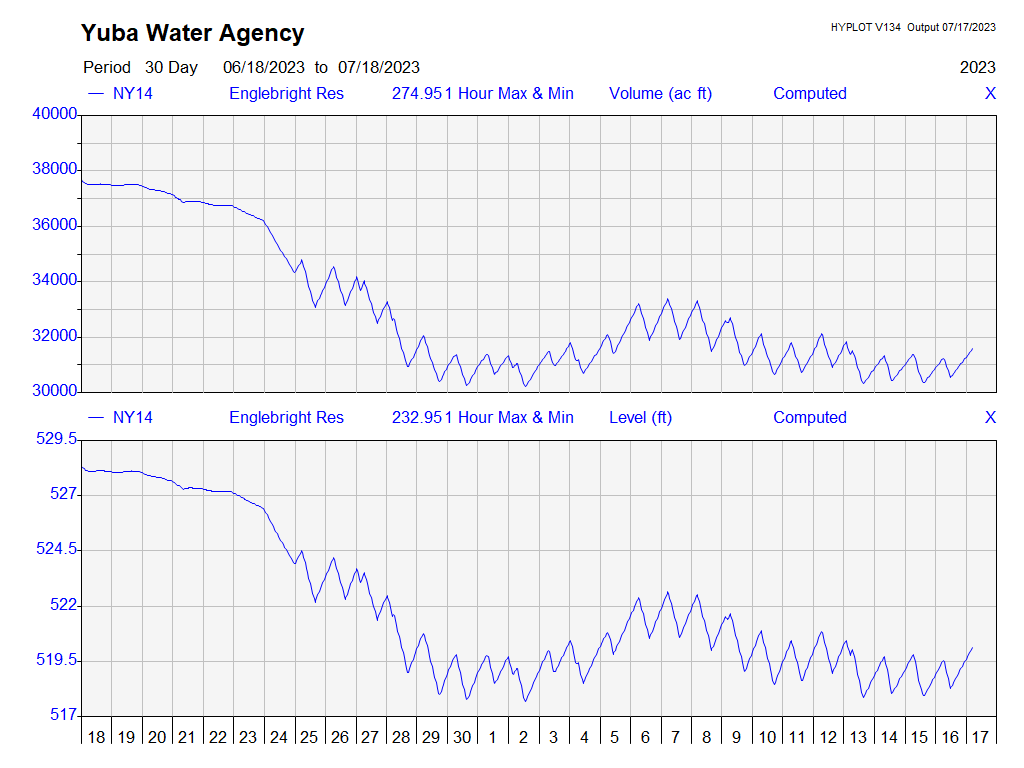 Yuba Water Agency
HYPLOT V134 Output 07/17/2023
Period 30 Day 06/18/2023 to 07/18/2023 2023
NY14 Englebright Res 274.951 Hour Max & Min Volume (ac ft) Computed X
40000
38000
36000
34000
32000
30000
NY14 Englebright Res 232.951 Hour Max & Min Level (ft) Computed X
529.5
527
524.5
522
519.5
517
18 19 20 21 22 23 24 25 26 27 28 29 30 1 2 3 4 5 6 7 8 9 10 11 12 13 14 15 16 17